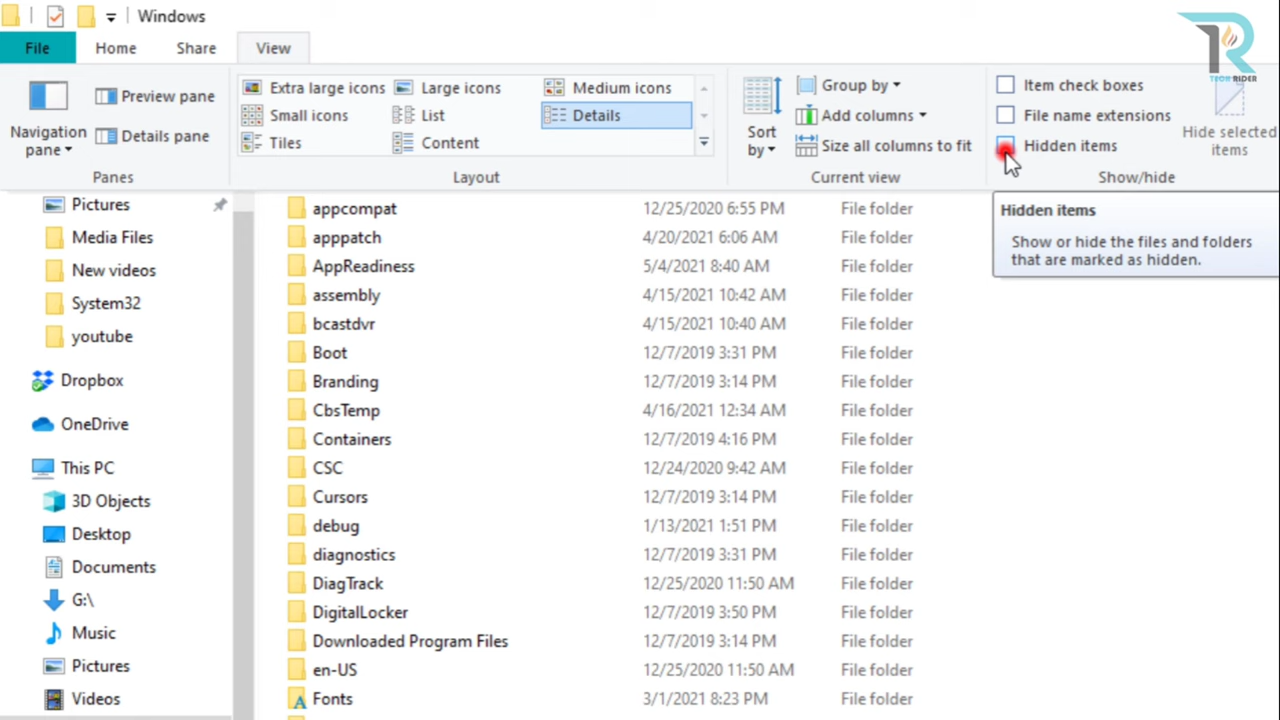 Windows
File Home Share View
TECH RIDER
Navigation pane
Preview pane
Details pane
Panes
Extra large icons Large icons Medium icons
Small icons List Details
Tiles Content
Layout
Sort by
Group by
Add columns
Size all columns to fit
Current view
Item check boxes
File name extensions
Hidden items
Hide selected items
Show/hide
Hidden items
Show or hide the files and folders
that are marked as hidden.
Pictures
Media Files
New videos
System32
youtube
Dropbox
OneDrive
This PC
3D Objects
Desktop
Documents
G:\
Music
Pictures
Videos
appcompat 12/25/2020 6:55 PM File folder
apppatch 4/20/2021 6:06 AM File folder
AppReadiness 5/4/2021 8:40 AM File folder
assembly 4/15/2021 10:42 AM File folder
bcastdvr 4/15/2021 10:40 AM File folder
Boot 12/7/2019 3:31 PM File folder
Branding 12/7/2019 3:14 PM File folder
CbsTemp 4/16/2021 12:34 AM File folder
Containers 12/7/2019 4:16 PM File folder
CSC 12/24/2020 9:42 AM File folder
Cursors 12/7/2019 3:14 PM File folder
debug 1/13/2021 1:51 PM File folder
diagnostics 12/7/2019 3:31 PM File folder
DiagTrack 12/25/2020 11:50 AM File folder
DigitalLocker 12/7/2019 3:50 PM File folder
Downloaded Program Files 12/7/2019 3:14 PM File folder
en-US 12/25/2020 11:50 AM File folder
Fonts 3/1/2021 8:23 PM File folder